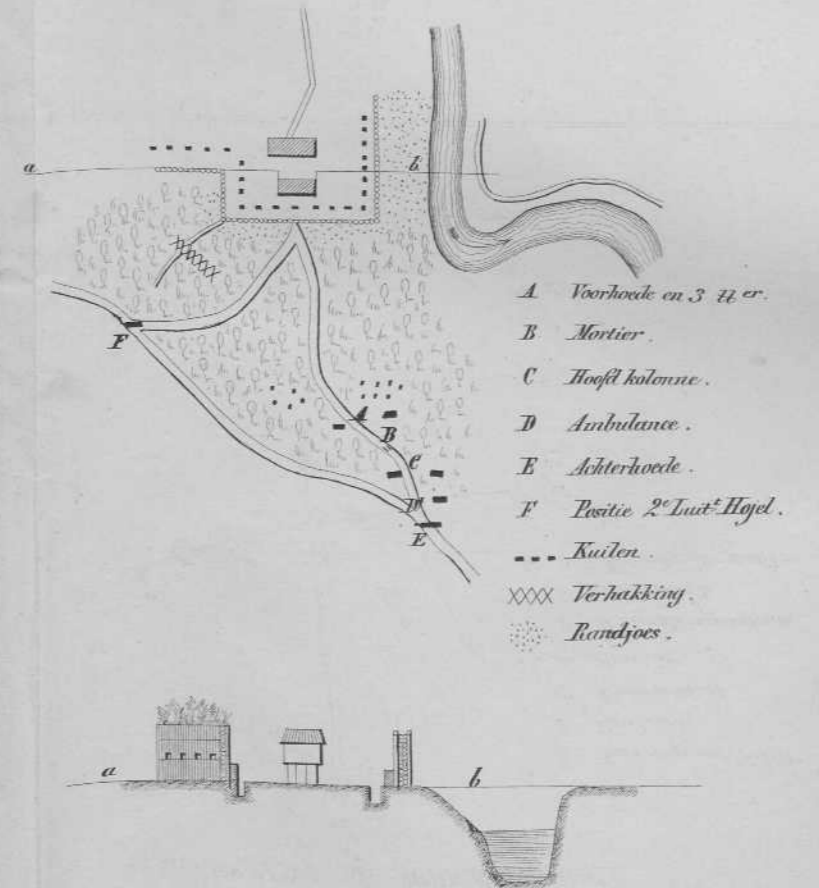 a
b
A Voorhoede en 3 ℔er.
B Mortier.
C Hoofd kolonne.
D Ambulance.
E Achterhoede.
F Positie 2e Luitt Hojel.
Kuilen.
Verhakking.
Randjoes.
F
A
B
C
D
E
a
b